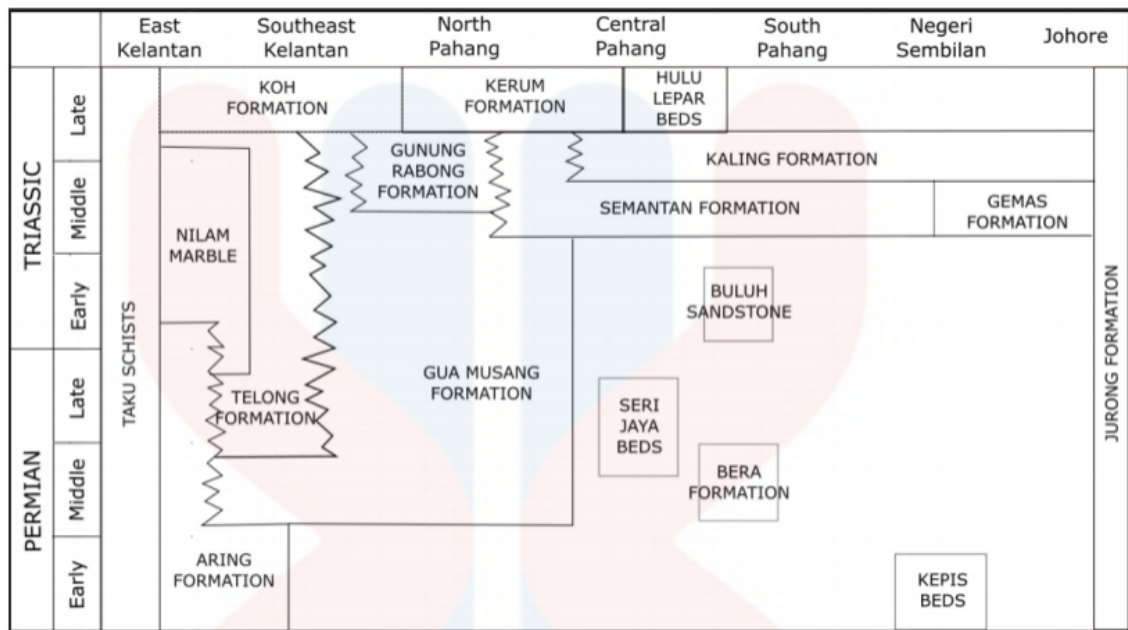 East
Kelantan
Southeast
Kelantan
North
Pahang
Central
Pahang
South
Pahang
Negeri
Sembilan
Johore
TRIASSIC
Late
Middle
Early
PERMIAN
Late
Middle
Early
TAKU SCHISTS
KOH
FORMATION
KERUM
FORMATION
HULU
LEPAR
BEDS
GUNUNG
RABONG
FORMATION
KALING FORMATION
SEMANTAN FORMATION
GEMAS
FORMATION
NILAM
MARBLE
BULUH
SANDSTONE
TELONG
FORMATION
GUA MUSANG
FORMATION
SERI
JAYA
BEDS
BERA
FORMATION
ARING
FORMATION
KEPIS
BEDS
JURONG FORMATION